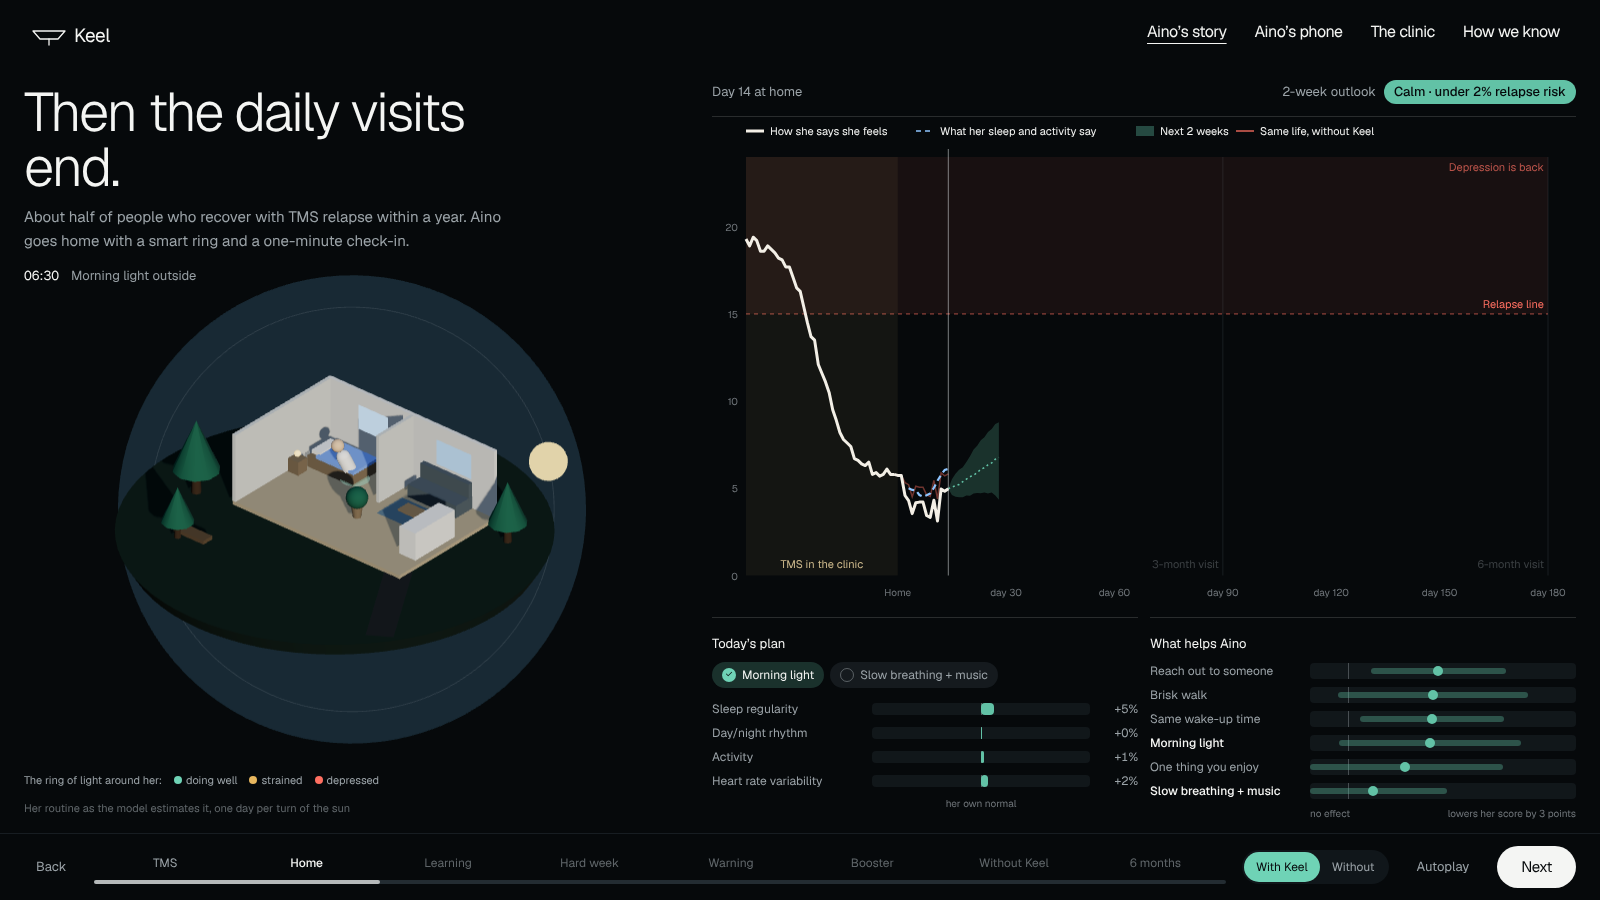 Keel
Aino's story
Aino's phone
The clinic
How we know
Then the daily visits
end.
About half of people who recover with TMS relapse within a year. Aino
goes home with a smart ring and a one-minute check-in.
06:30 Morning light outside
The ring of light around her: doing well strained depressed
Her routine as the model estimates it, one day per turn of the sun
Day 14 at home
2-week outlook Calm · under 2% relapse risk
How she says she feels What her sleep and activity say Next 2 weeks Same life, without Keel
Depression is back
20
Relapse line
15
10
5
TMS in the clinic 3-month visit 6-month visit
0
Home day 30 day 60 day 90 day 120 day 150 day 180
Today's plan
Morning light Slow breathing + music
Sleep regularity +5%
Day/night rhythm +0%
Activity +1%
Heart rate variability +2%
her own normal
What helps Aino
Reach out to someone
Brisk walk
Same wake-up time
Morning light
One thing you enjoy
Slow breathing + music
no effect lowers her score by 3 points
Back TMS Home Learning Hard week Warning Booster Without Keel 6 months With Keel Without Autoplay Next